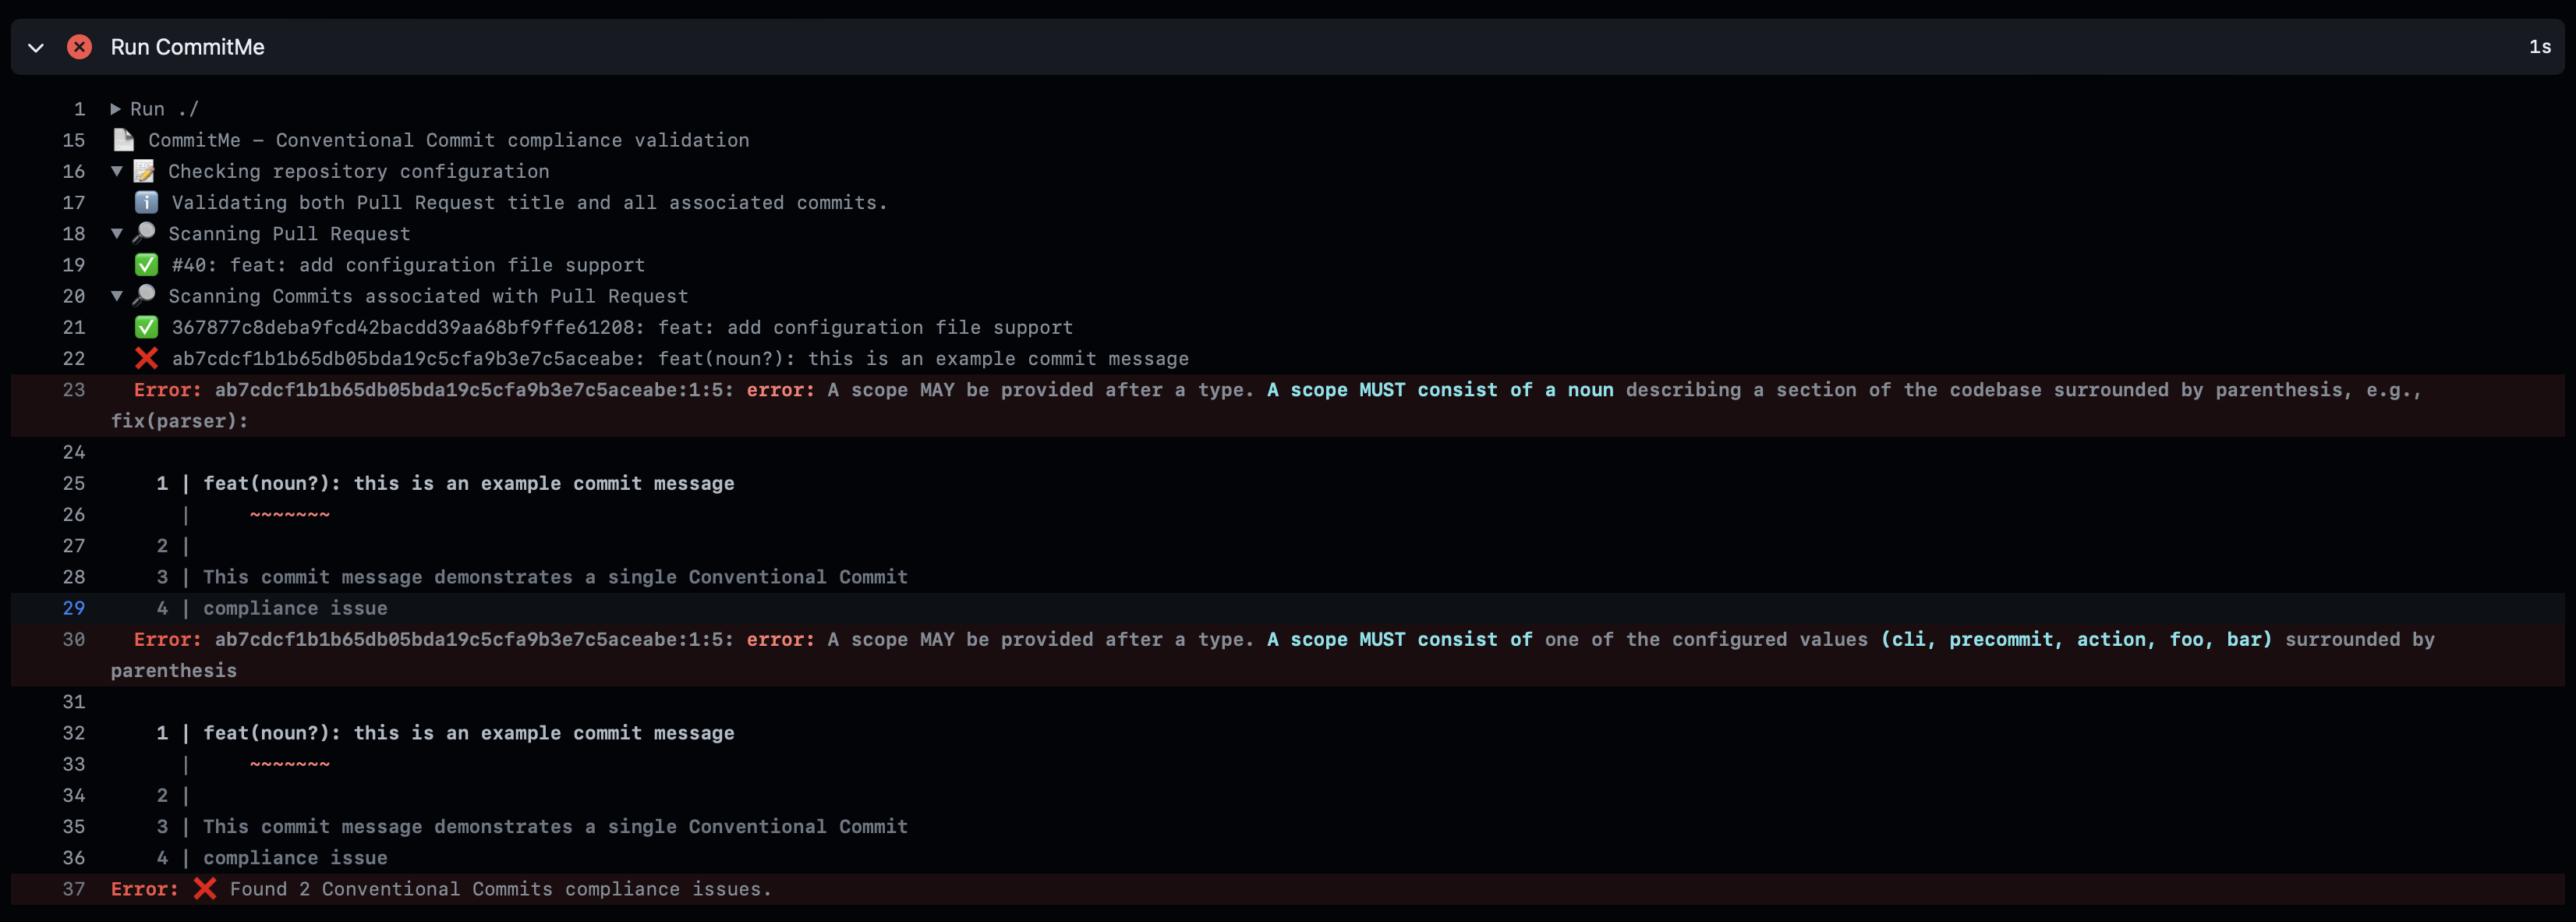 Run CommitMe 1s
1 ▶ Run ./
15 📄 CommitMe – Conventional Commit compliance validation
16 ▼ 📝 Checking repository configuration
17 ℹ️ Validating both Pull Request title and all associated commits.
18 ▼ 🔎 Scanning Pull Request
19 ✅ #40: feat: add configuration file support
20 ▼ 🔎 Scanning Commits associated with Pull Request
21 ✅ 367877c8deba9fcd42bacdd39aa68bf9ffe61208: feat: add configuration file support
22 ❌ ab7cdcf1b1b65db05bda19c5cfa9b3e7c5aceabe: feat(noun?): this is an example commit message
23 Error: ab7cdcf1b1b65db05bda19c5cfa9b3e7c5aceabe:1:5: error: A scope MAY be provided after a type. A scope MUST consist of a noun describing a section of the codebase surrounded by parenthesis, e.g.,
fix(parser):
24
25 1 | feat(noun?): this is an example commit message
26 | ~~~~~~~
27 2 |
28 3 | This commit message demonstrates a single Conventional Commit
29 4 | compliance issue
30 Error: ab7cdcf1b1b65db05bda19c5cfa9b3e7c5aceabe:1:5: error: A scope MAY be provided after a type. A scope MUST consist of one of the configured values (cli, precommit, action, foo, bar) surrounded by
parenthesis
31
32 1 | feat(noun?): this is an example commit message
33 | ~~~~~~~
34 2 |
35 3 | This commit message demonstrates a single Conventional Commit
36 4 | compliance issue
37 Error: ❌ Found 2 Conventional Commits compliance issues.